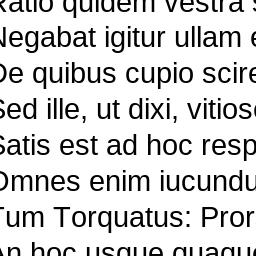 Ratio quidem vestra
Negabat igitur ullam
De quibus cupio scire
Sed ille, ut dixi, vitios
Satis est ad hoc resp
Omnes enim iucundu
Tum Torquatus: Pror
An hoc usque quaque